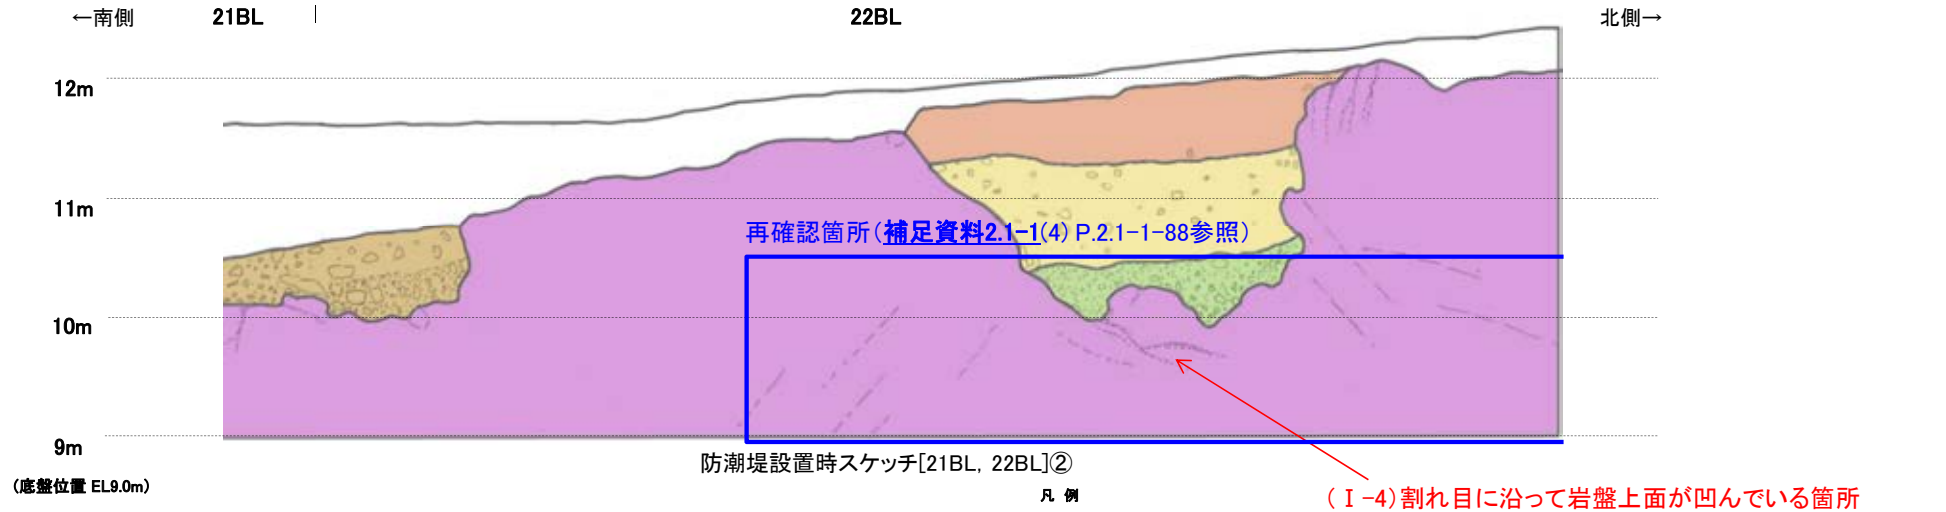 ←南側 21BL 22BL 北側→
12m
11m
再確認箇所(補足資料2.1-1(4) P.2.1-1-88参照)
10m
9m
防潮堤設置時スケッチ[21BL, 22BL]②
(底盤位置 EL9.0m)
凡 例
(Ⅰ-4)割れ目に沿って岩盤上面が凹んでいる箇所